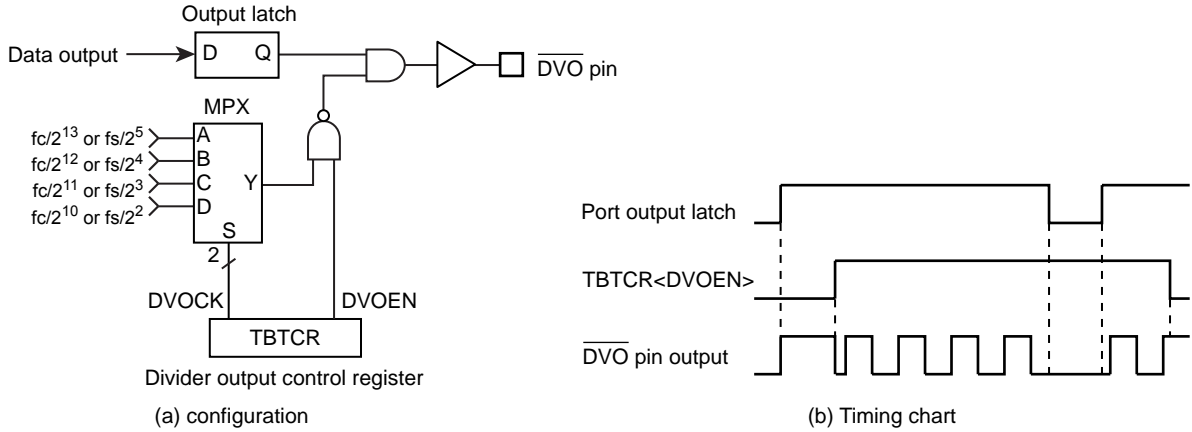 Output latch
Data output
D Q
DVO pin
MPX
fc/2^13 or fs/2^5
A
fc/2^12 or fs/2^4
B
fc/2^11 or fs/2^3
C
Y
fc/2^10 or fs/2^2
D
S
2
DVOCK
DVOEN
TBTCR
Divider output control register
(a) configuration
Port output latch
TBTCR<DVOEN>
DVO pin output
(b) Timing chart